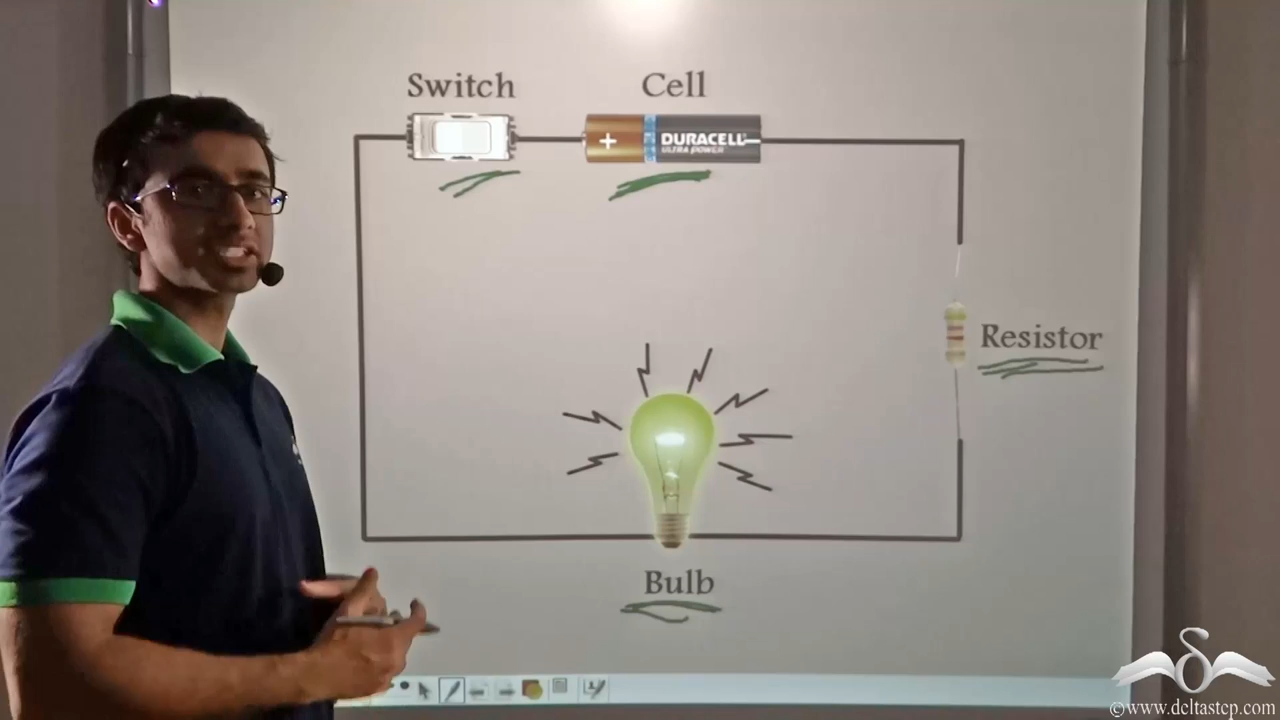 Switch
Cell
+
DURACELL
ULTRA POWER
Resistor
Bulb
©www.deltastep.com